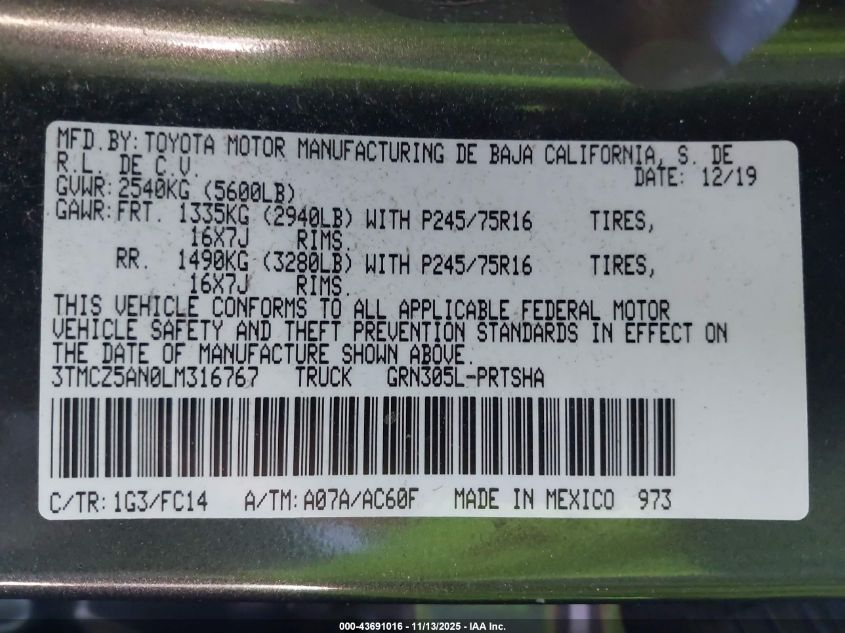 MFD. BY: TOYOTA MOTOR MANUFACTURING DE BAJA CALIFORNIA, S. DE
R.L. DE C.V. DATE: 12/19
GVWR: 2540KG (5600LB)
GAWR: FRT. 1335KG (2940LB) WITH P245/75R16 TIRES,
16X7J RIMS.
RR. 1490KG (3280LB) WITH P245/75R16 TIRES,
16X7J RIMS.
THIS VEHICLE CONFORMS TO ALL APPLICABLE FEDERAL MOTOR
VEHICLE SAFETY AND THEFT PREVENTION STANDARDS IN EFFECT ON
THE DATE OF MANUFACTURE SHOWN ABOVE.
3TMCZ5AN0LM316767 TRUCK GRN305L-PRTSHA
C/TR: 1G3/FC14 A/TM: A07A/AC60F MADE IN MEXICO 973
000-43691016 - 11/13/2025 - IAA Inc.